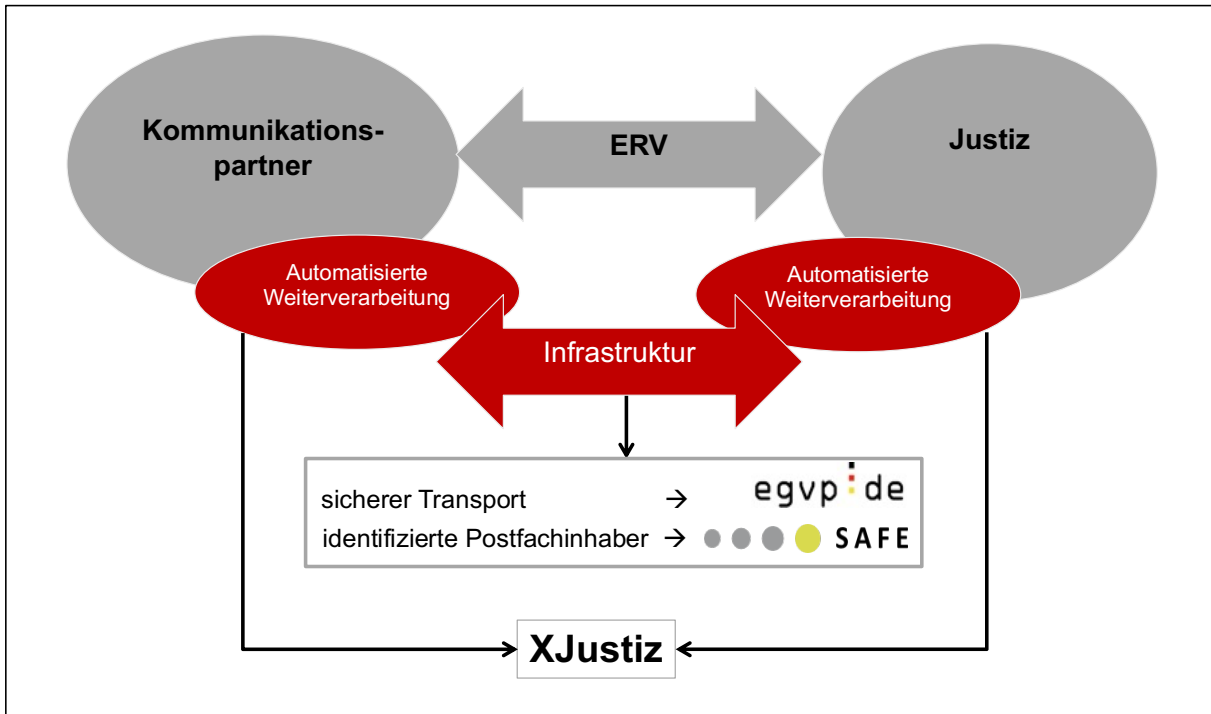 Kommunikations-
partner
ERV
Justiz
Automatisierte
Weiterverarbeitung
Automatisierte
Weiterverarbeitung
Infrastruktur
sicherer Transport → egvp de
identifizierte Postfachinhaber → SAFE
XJustiz